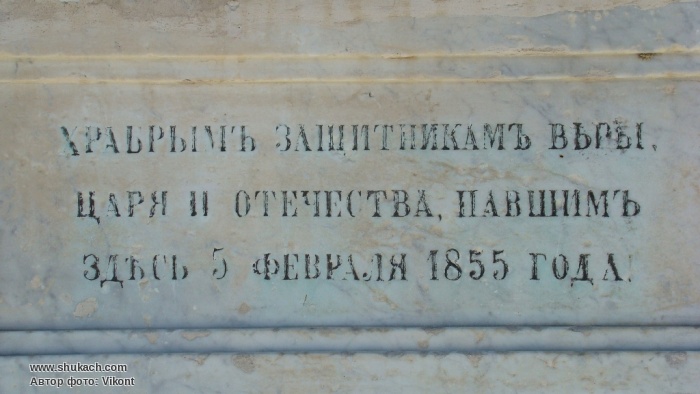 ХРАБРЫМЪ ЗАЩИТНИКАМЪ ВѢРЫ,
ЦАРЯ И ОТЕЧЕСТВА, ПАВШИМЪ
ЗДѢСЬ 5 ФЕВРАЛЯ 1855 ГОДА.
www.shukach.com
Автор фото: Vikont